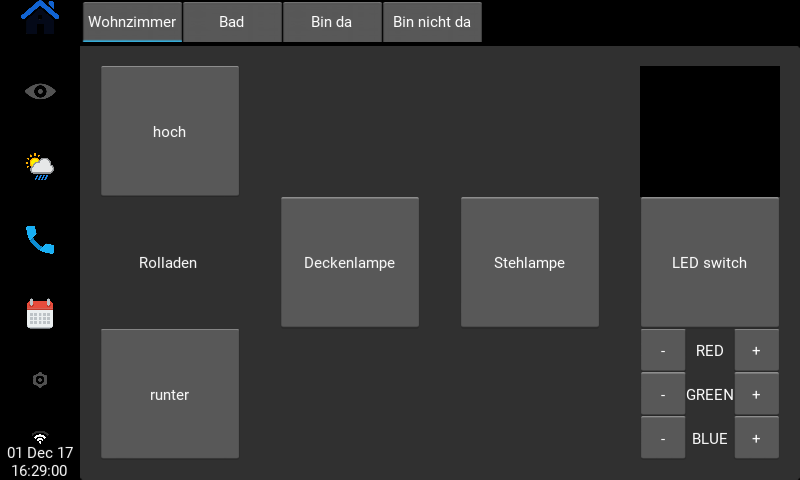 Wohnzimmer
Bad
Bin da
Bin nicht da
hoch
Rolladen
Deckenlampe
Stehlampe
LED switch
runter
- RED +
- GREEN +
- BLUE +
01 Dec 17
16:29:00